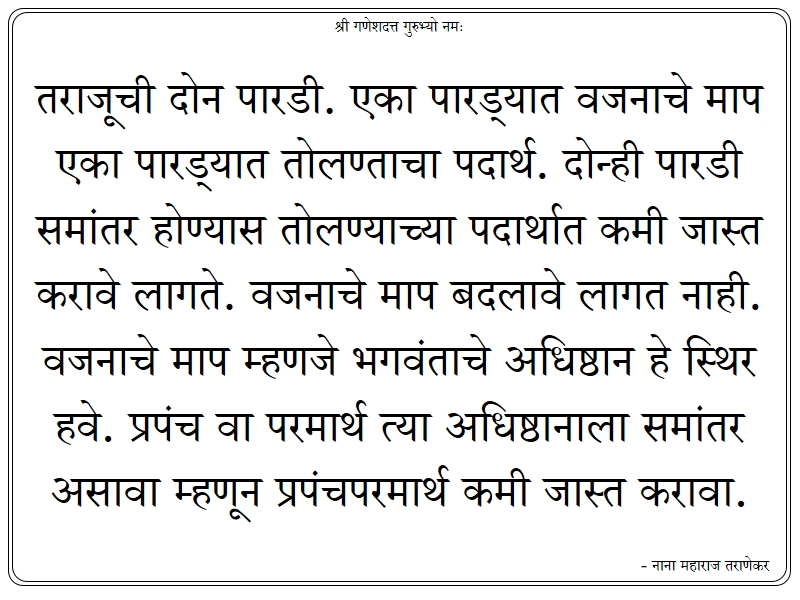 श्री गणेशदत्त गुरुभ्यो नमः
तराजूची दोन पारडी. एका पारड्यात वजनाचे माप
एका पारड्यात तोलण्ताचा पदार्थ. दोन्ही पारडी
समांतर होण्यास तोलण्याच्या पदार्थात कमी जास्त
करावे लागते. वजनाचे माप बदलावे लागत नाही.
वजनाचे माप म्हणजे भगवंताचे अधिष्ठान हे स्थिर
हवे. प्रपंच वा परमार्थ त्या अधिष्ठानाला समांतर
असावा म्हणून प्रपंचपरमार्थ कमी जास्त करावा.
- नाना महाराज तराणेकर